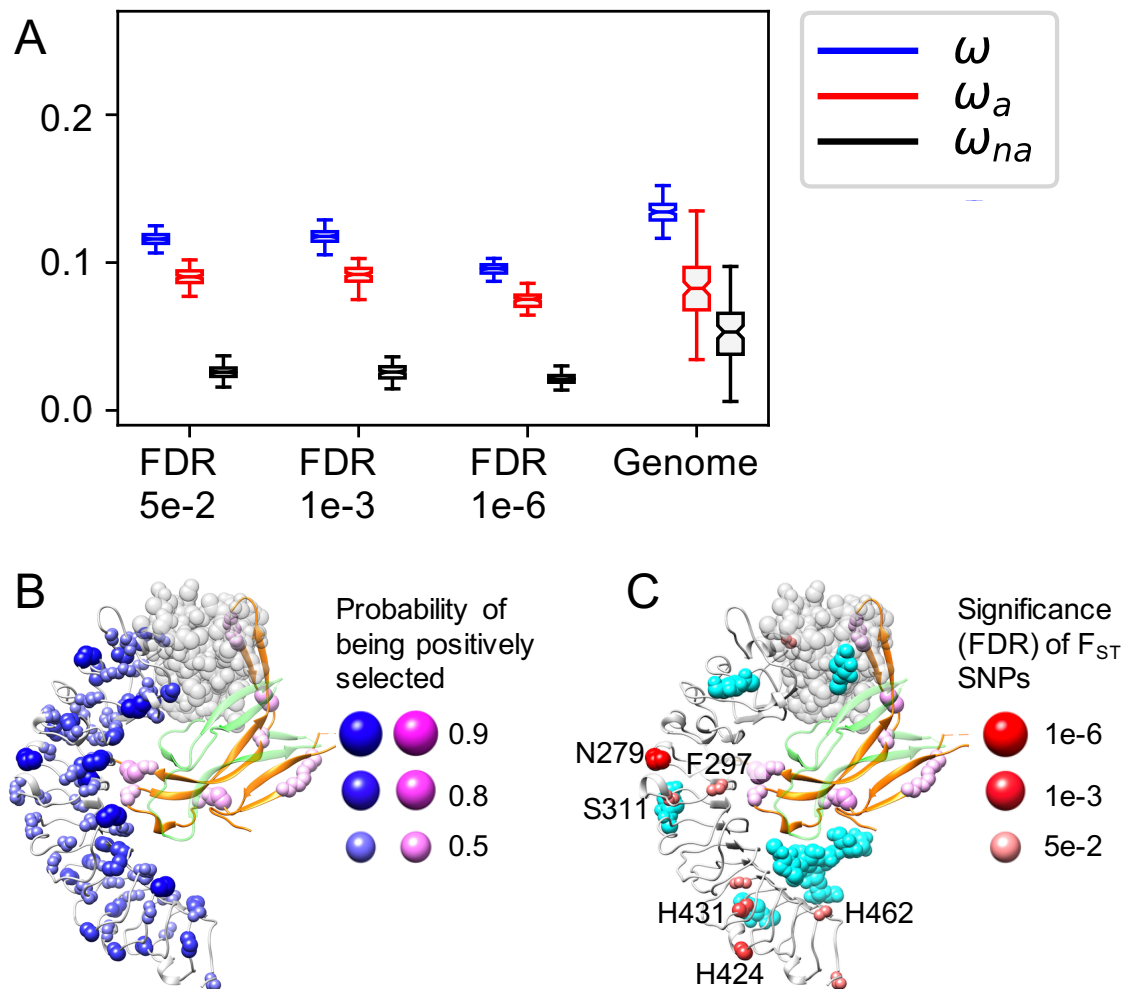 A
0.2
0.1
0.0
FDR 5e-2
FDR 1e-3
FDR 1e-6
Genome
ω
ωa
ωna
B
Probability of
being positively
selected
0.9
0.8
0.5
C
Significance
(FDR) of FST
SNPs
1e-6
1e-3
5e-2
N279
F297
S311
H431
H462
H424